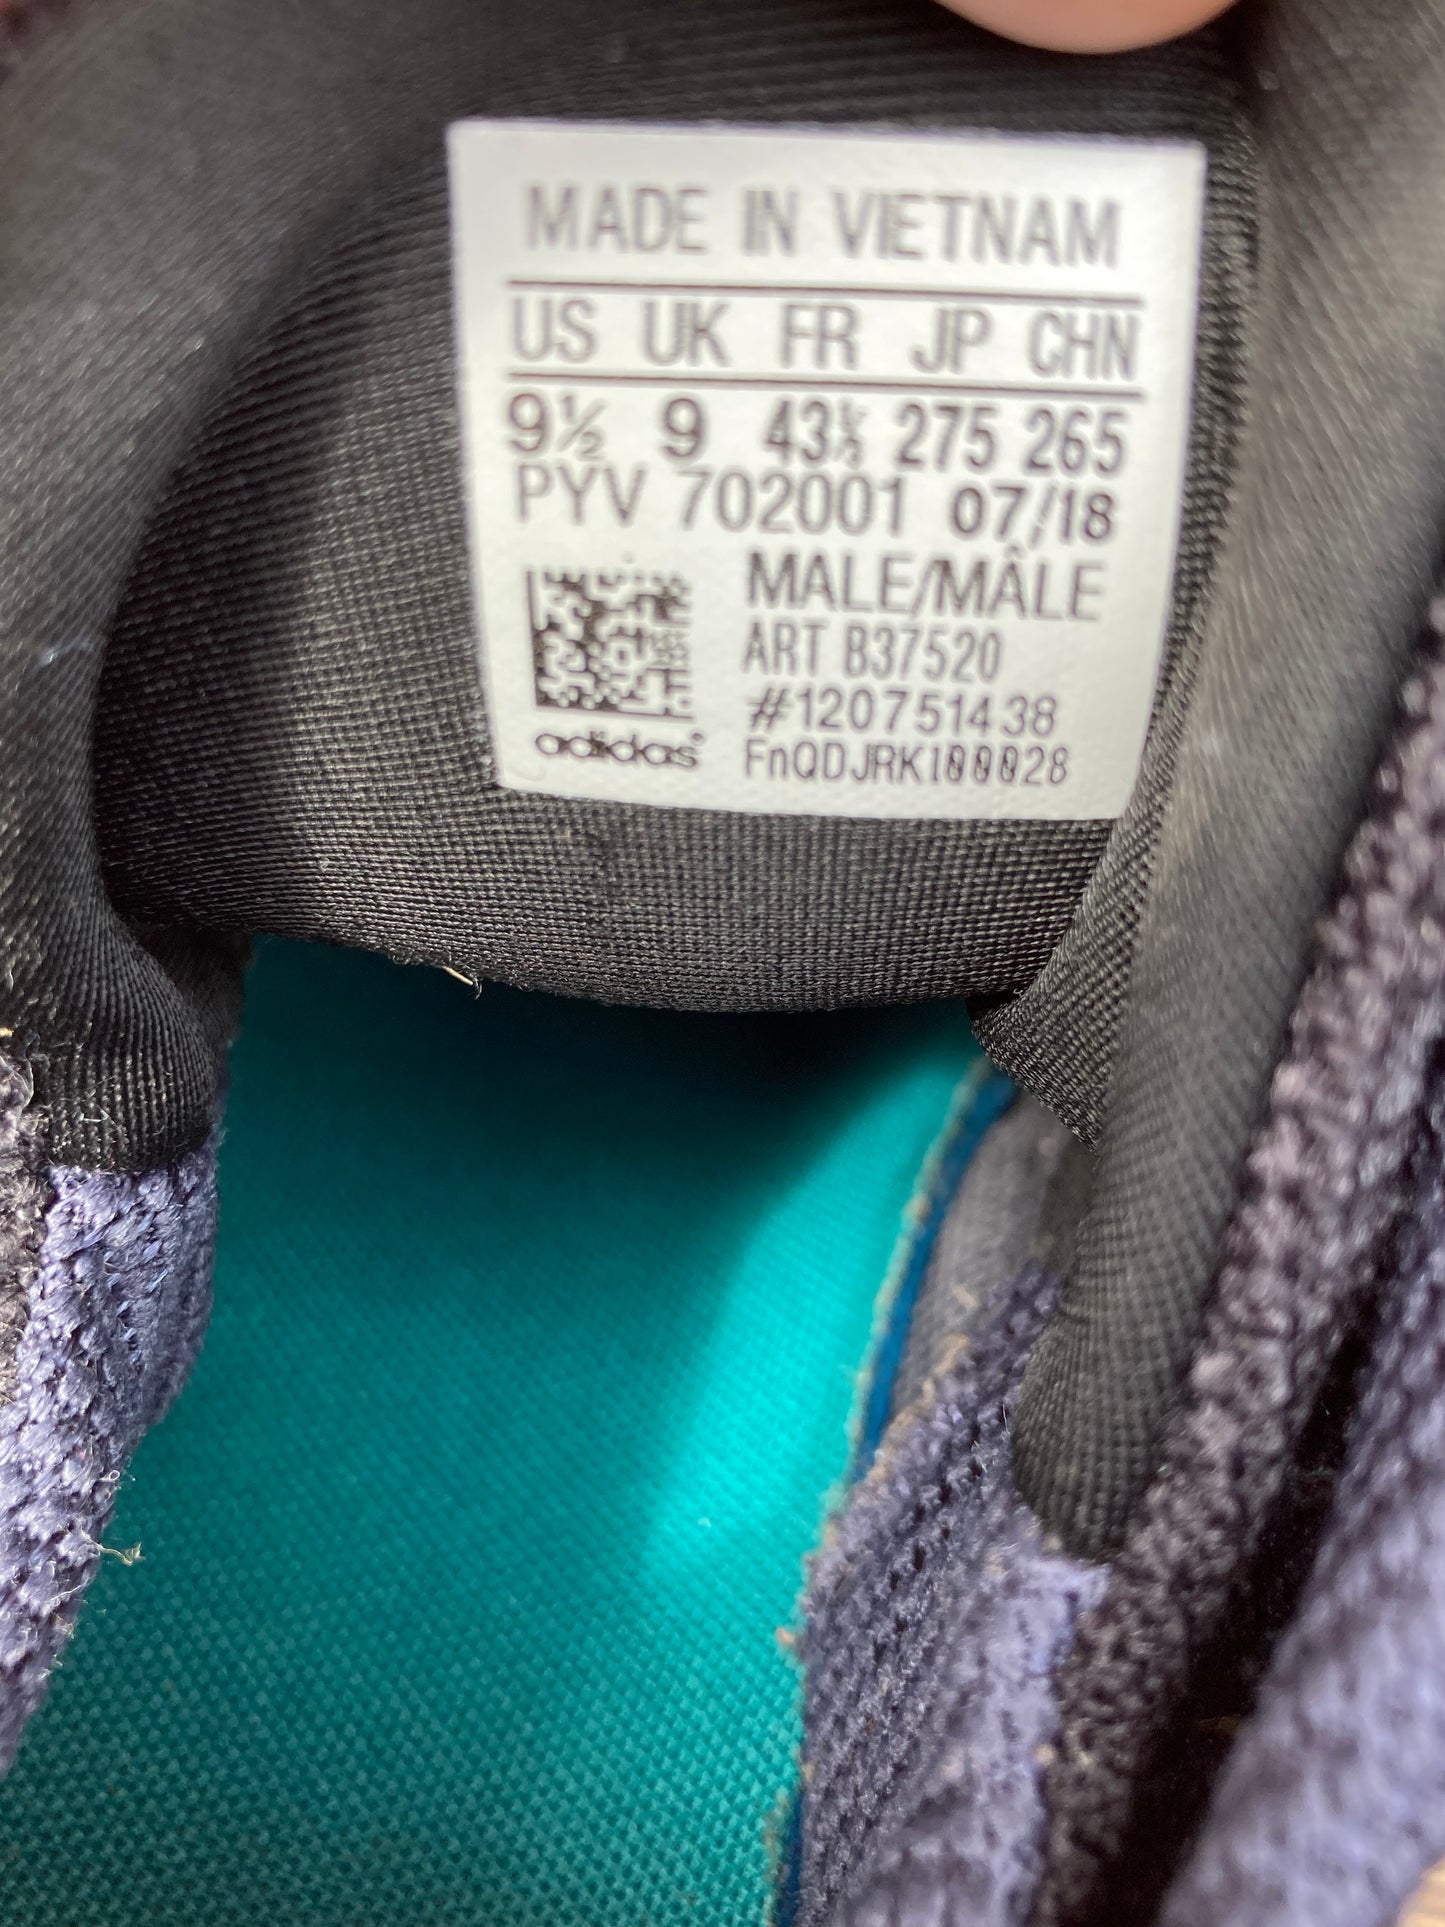 MADE IN VIETNAM
US UK FR JP CHN
9½ 9 43⅓ 275 265
PYV 702001 07/18
MALE/MÂLE
ART B37520
#120751438
adidas
FnQDJRK100028